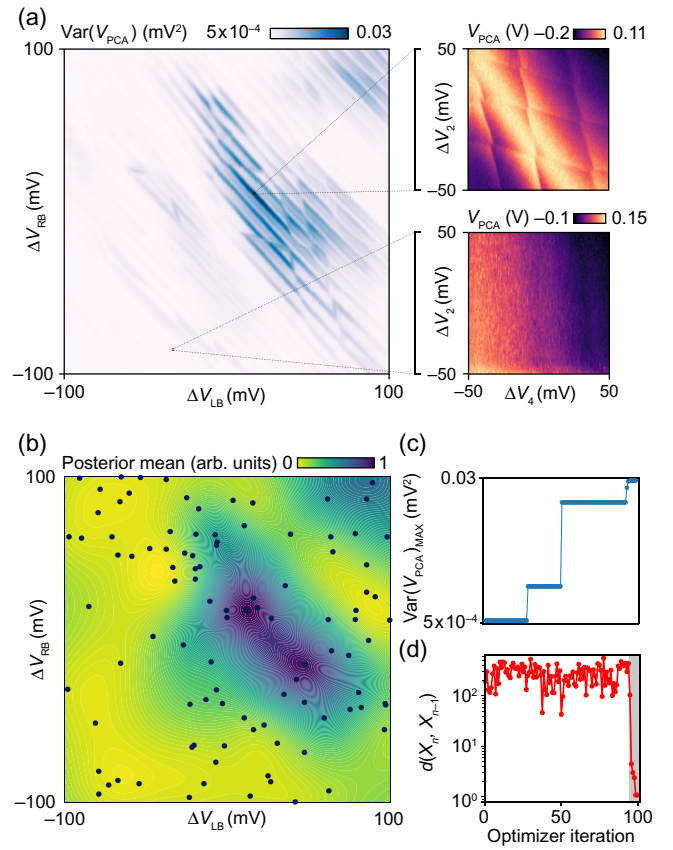 (a)
Var(V_PCA) (mV²) 5x10⁻⁴ 0.03
100
ΔV_RB (mV)
−100
−100 ΔV_LB (mV) 100
V_PCA (V) −0.2 0.11
50
ΔV_2 (mV)
−50
V_PCA (V) −0.1 0.15
50
ΔV_2 (mV)
−50
−50 ΔV_4 (mV) 50
(b)
Posterior mean (arb. units) 0 1
100
ΔV_RB (mV)
−100
−100 ΔV_LB (mV) 100
(c)
0.03
Var(V_PCA)_MAX (mV²)
5x10⁻⁴
(d)
10²
10¹
10⁰
d(X_n, X_n−1)
0 50 100
Optimizer iteration